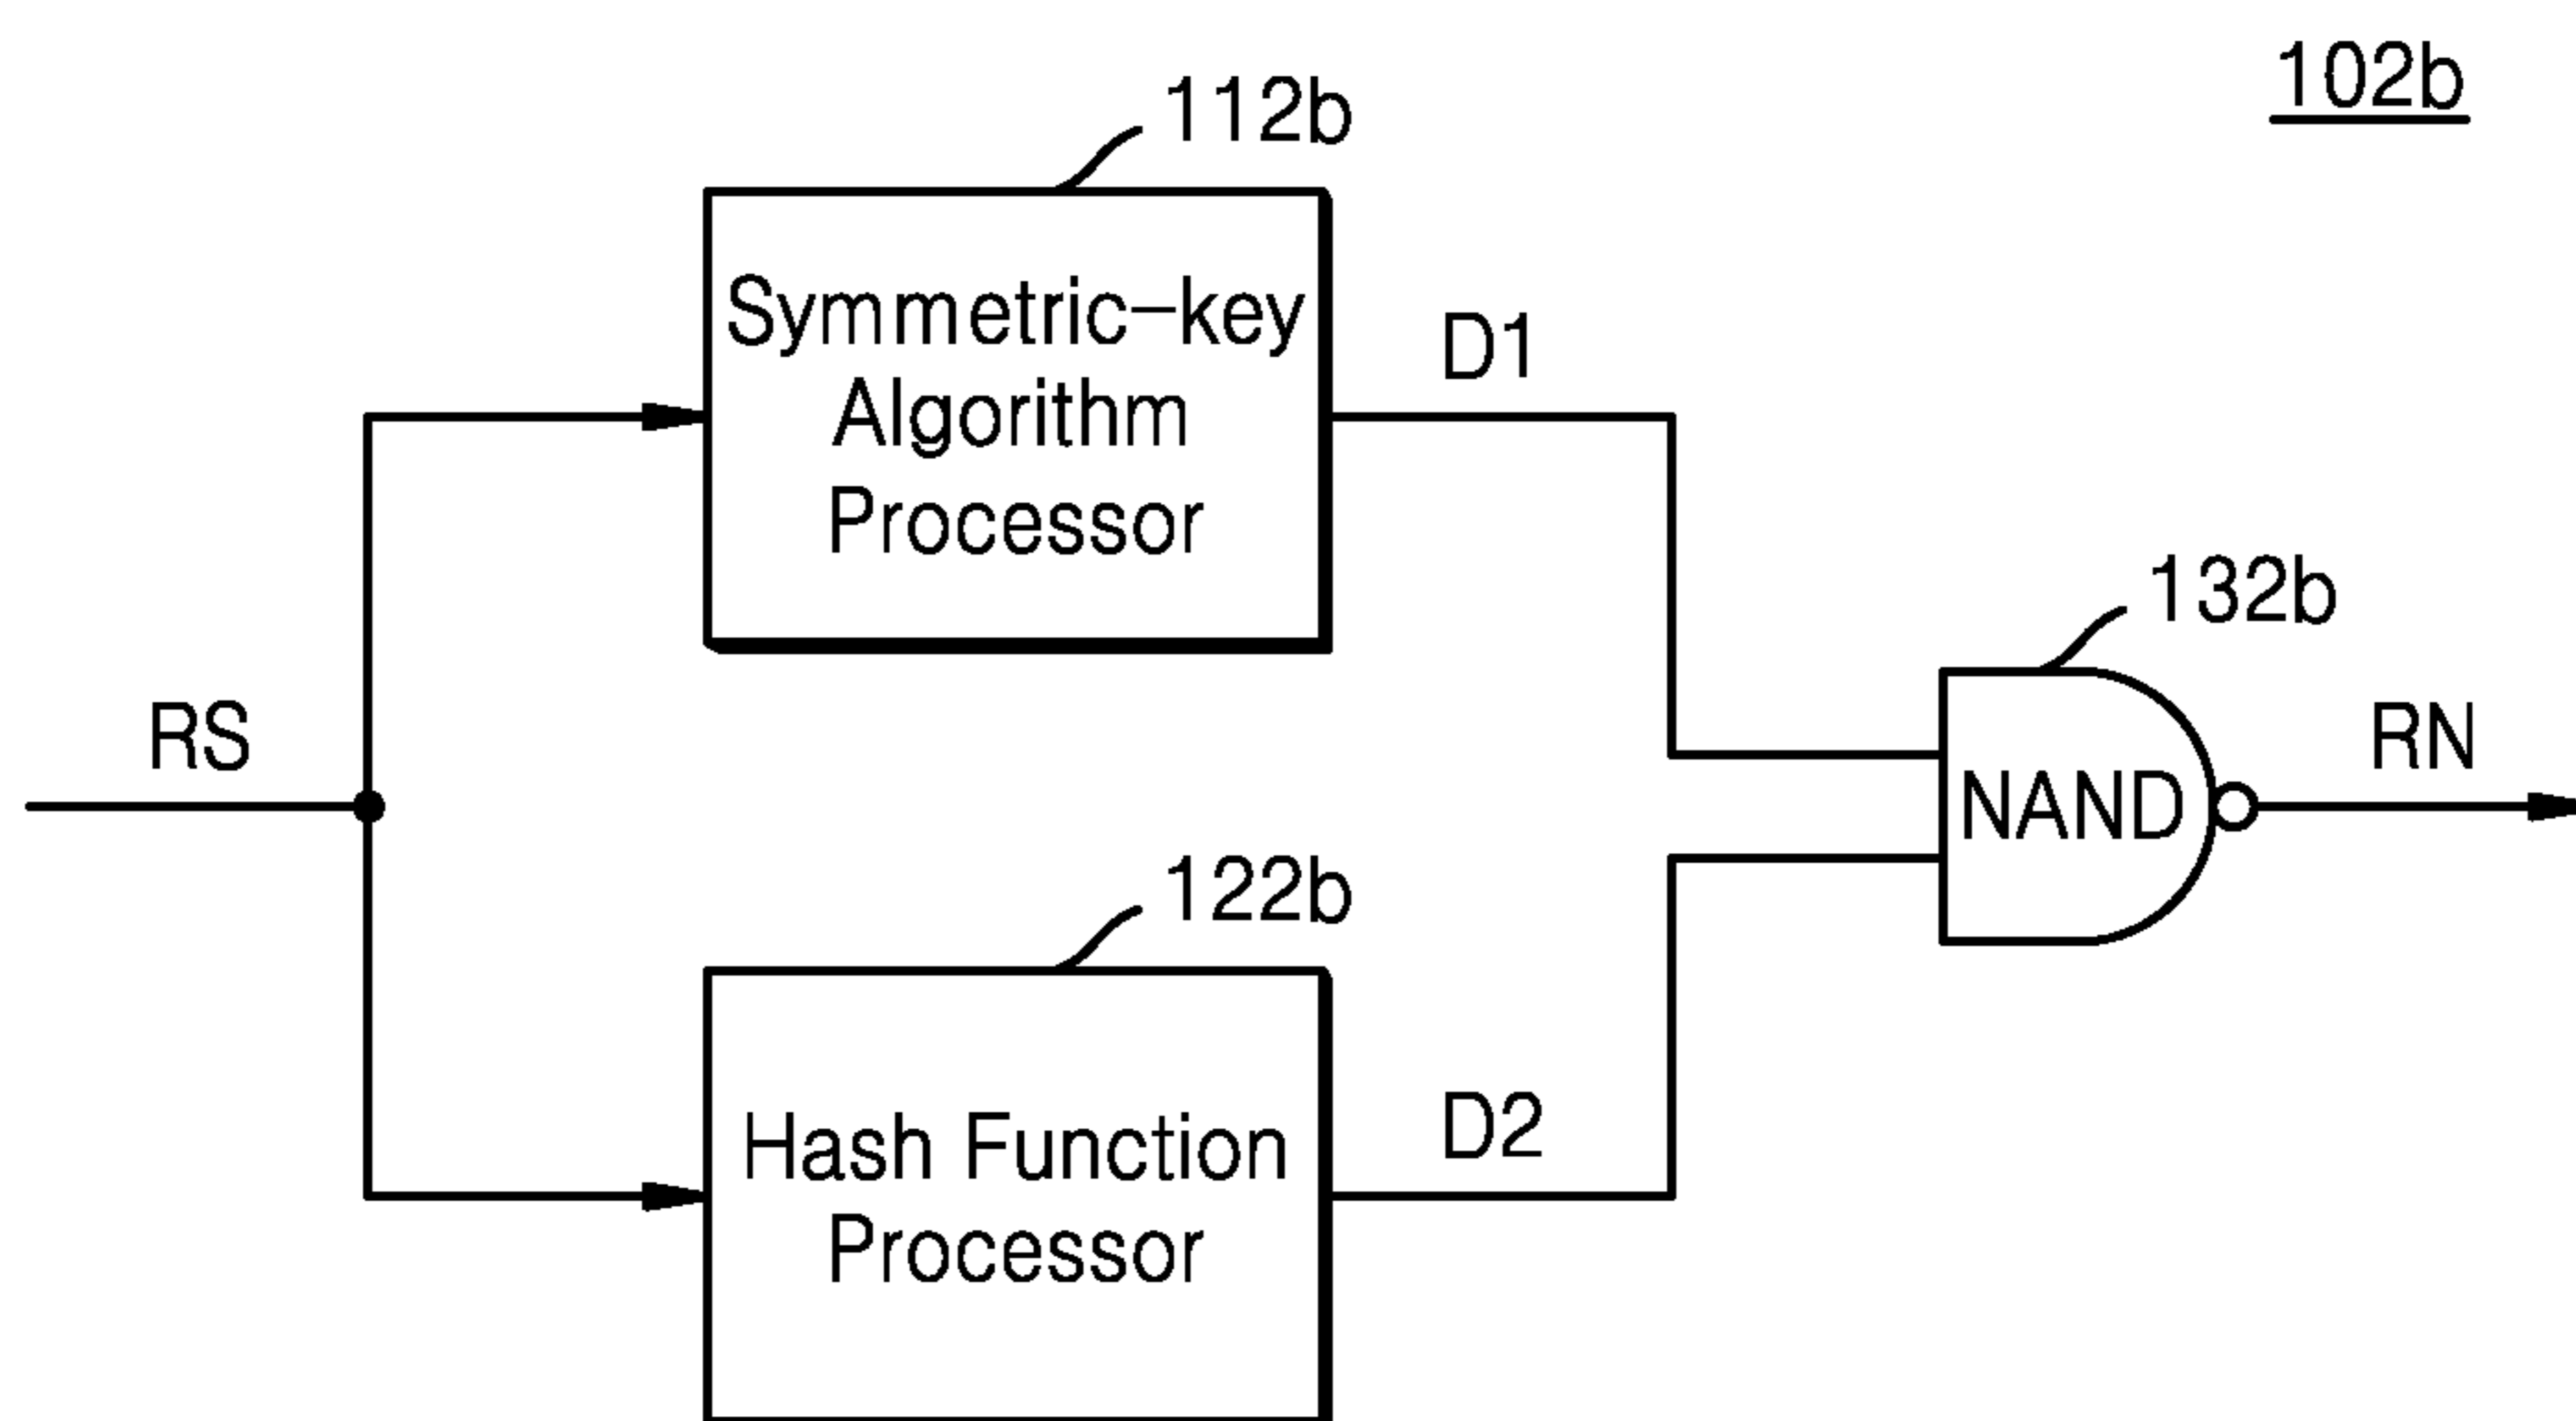 102b
112b
Symmetric-key
Algorithm
Processor
D1
132b
RS
NAND
RN
122b
Hash Function
Processor
D2